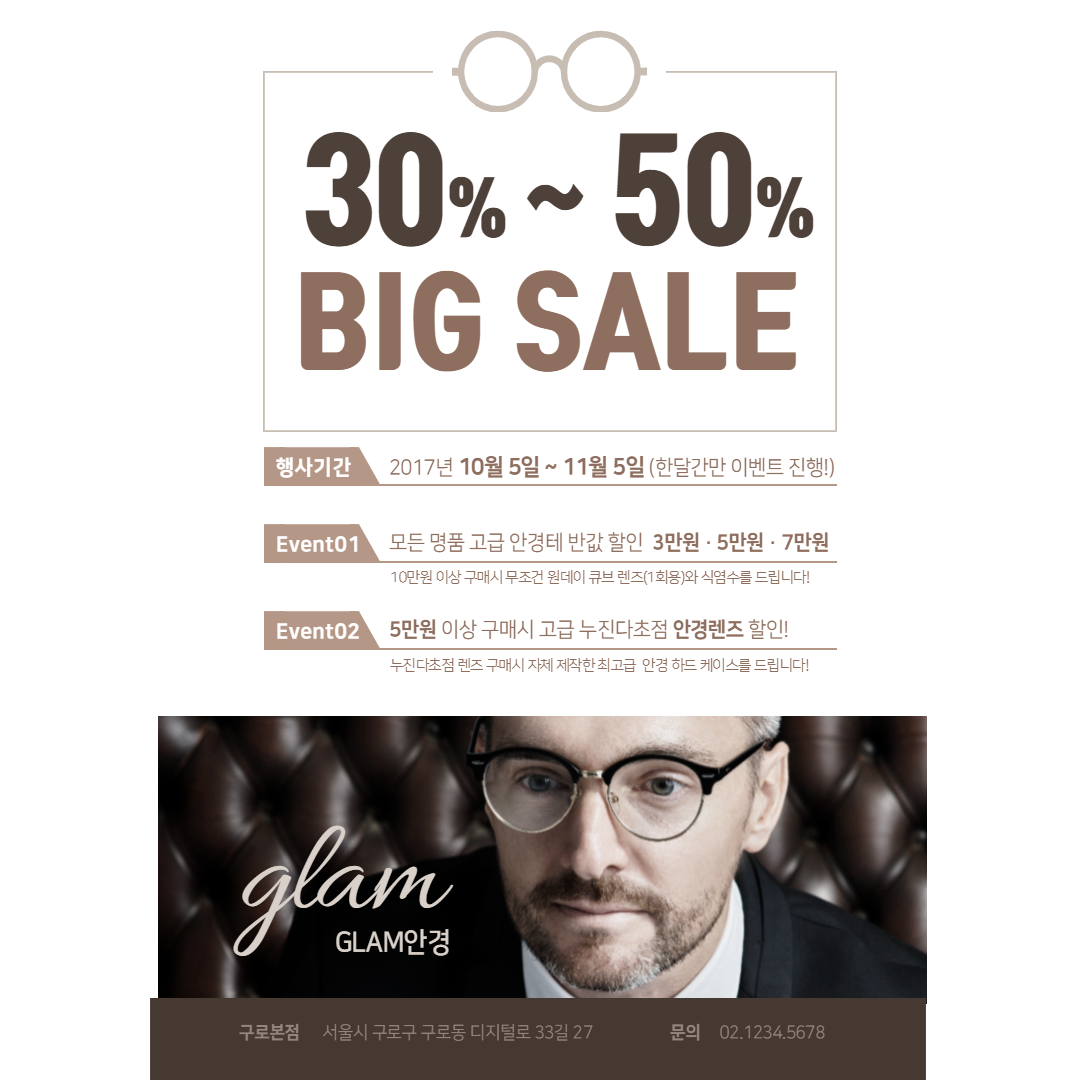 30% ~ 50%
BIG SALE
행사기간 2017년 10월 5일 ~ 11월 5일 (한달간만 이벤트 진행!)
Event01 모든 명품 고급 안경테 반값 할인 3만원 · 5만원 · 7만원
10만원 이상 구매시 무조건 원데이 큐브 렌즈(1회용)와 식염수를 드립니다!
Event02 5만원 이상 구매시 고급 누진다초점 안경렌즈 할인!
누진다초점 렌즈 구매시 자체 제작한 최고급 안경 하드 케이스를 드립니다!
glam
GLAM안경
구로본점 서울시 구로구 구로동 디지털로 33길 27 문의 02.1234.5678